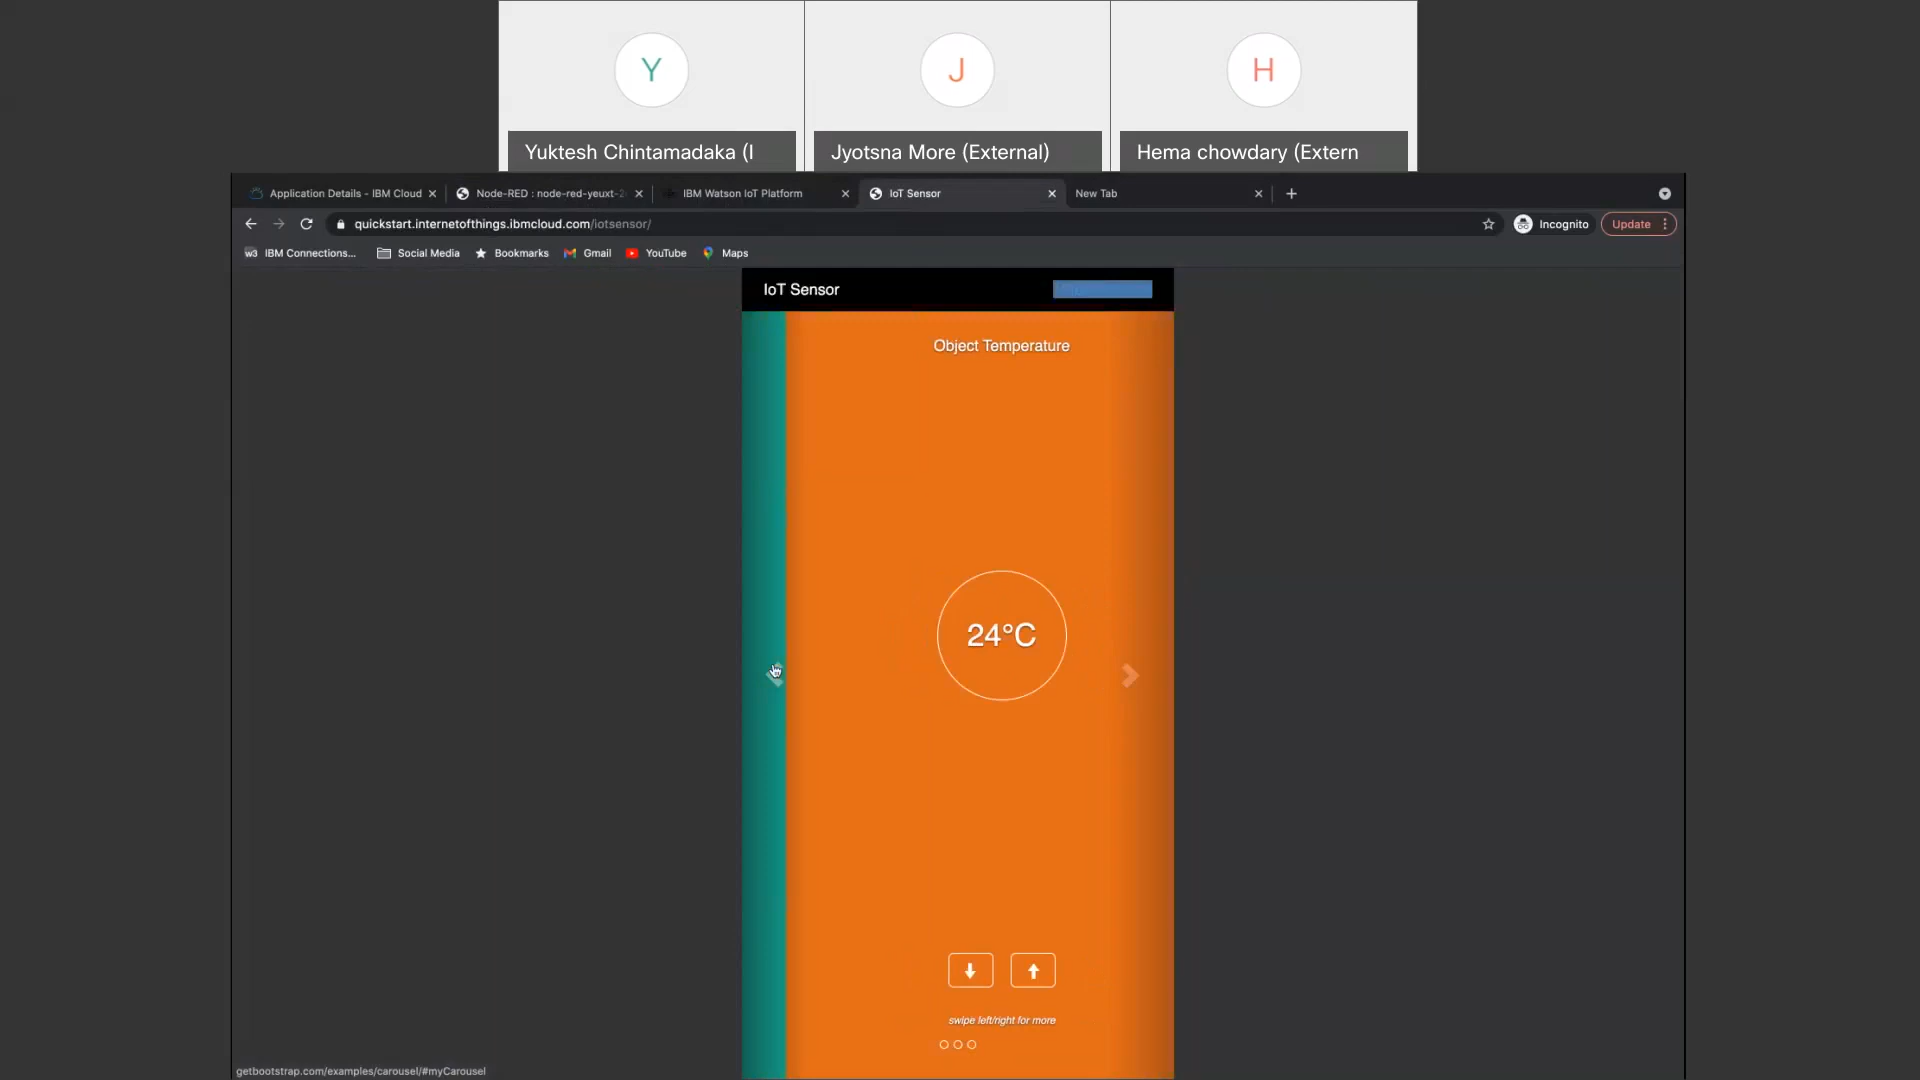 Y
J
H
Yuktesh Chintamadaka (I
Jyotsna More (External)
Hema chowdary (Extern
Application Details - IBM Cloud
Node-RED : node-red-yeuxt-2
IBM Watson IoT Platform
IoT Sensor
New Tab
quickstart.internetofthings.ibmcloud.com/iotsensor/
Incognito
Update
w3 IBM Connections...
Social Media
Bookmarks
Gmail
YouTube
Maps
IoT Sensor
Object Temperature
24°C
swipe left/right for more
getbootstrap.com/examples/carousel/#myCarousel